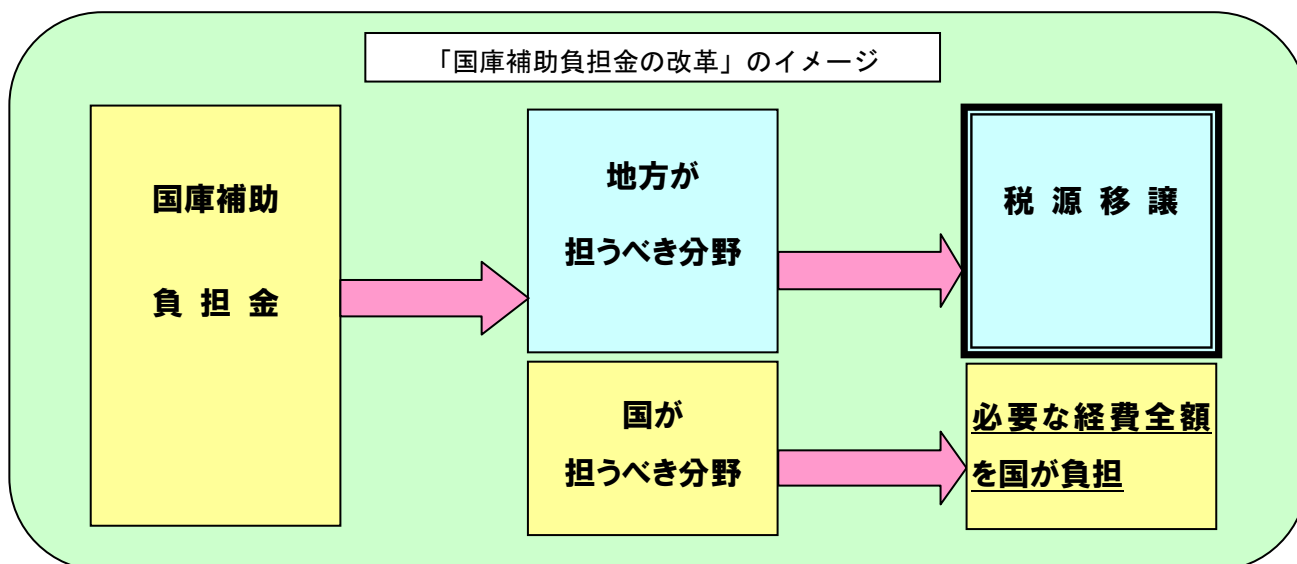 「国庫補助負担金の改革」のイメージ
国庫補助
負担金
地方が
担うべき分野
税源移譲
国が
担うべき分野
必要な経費全額
を国が負担